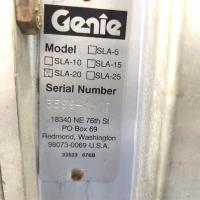 Genie
Model SLA-5
SLA-10 SLA-15
SLA-20 SLA-25
Serial Number
18340 NE 76th St
PO Box 69
Redmond, Washington
98073-0069 U.S.A.
33523 076B